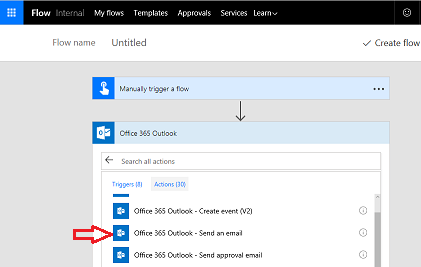 Flow Internal My flows Templates Approvals Services Learn
Flow name Untitled Create flow
Manually trigger a flow
Office 365 Outlook
Search all actions
Triggers (8) Actions (30)
Office 365 Outlook - Create event (V2)
Office 365 Outlook - Send an email
Office 365 Outlook - Send approval email